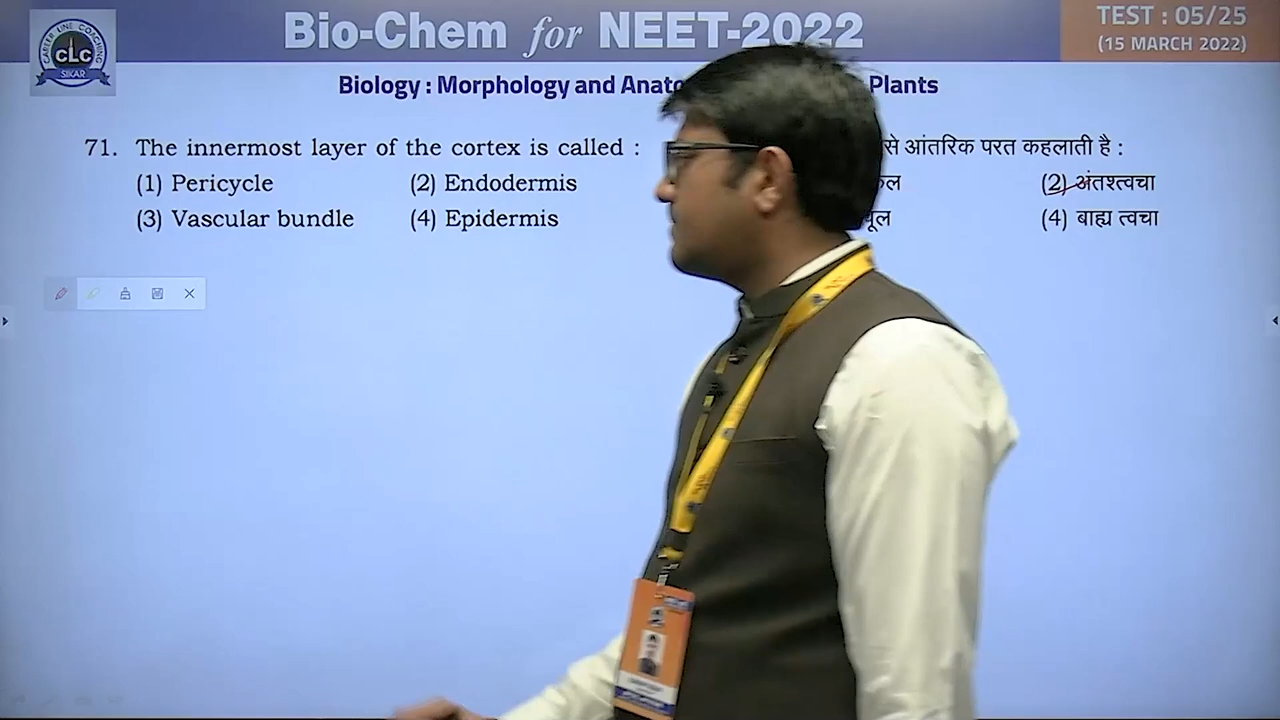 CAREER LINE COACHING
CLC
SIKAR
Bio-Chem for NEET-2022
TEST : 05/25
(15 MARCH 2022)
Biology : Morphology and Plants
71. The innermost layer of the cortex is called :
(1) Pericycle (2) Endodermis
(3) Vascular bundle (4) Epidermis
से आंतरिक परत कहलाती है :
(2) अंतश्त्वचा
(4) बाह्य त्वचा